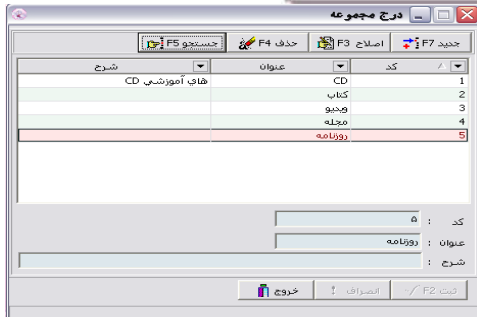 درج مجموعه
جدید F7 اصلاح F3 حذف F4 جستجو F5
کد عنوان شرح
1 CD هاي آموزشي CD
2 کتاب
3 ویدیو
4 مجله
5 روزنامه
کد : ۵
عنوان : روزنامه
شرح :
ثبت F2 انصراف خروج